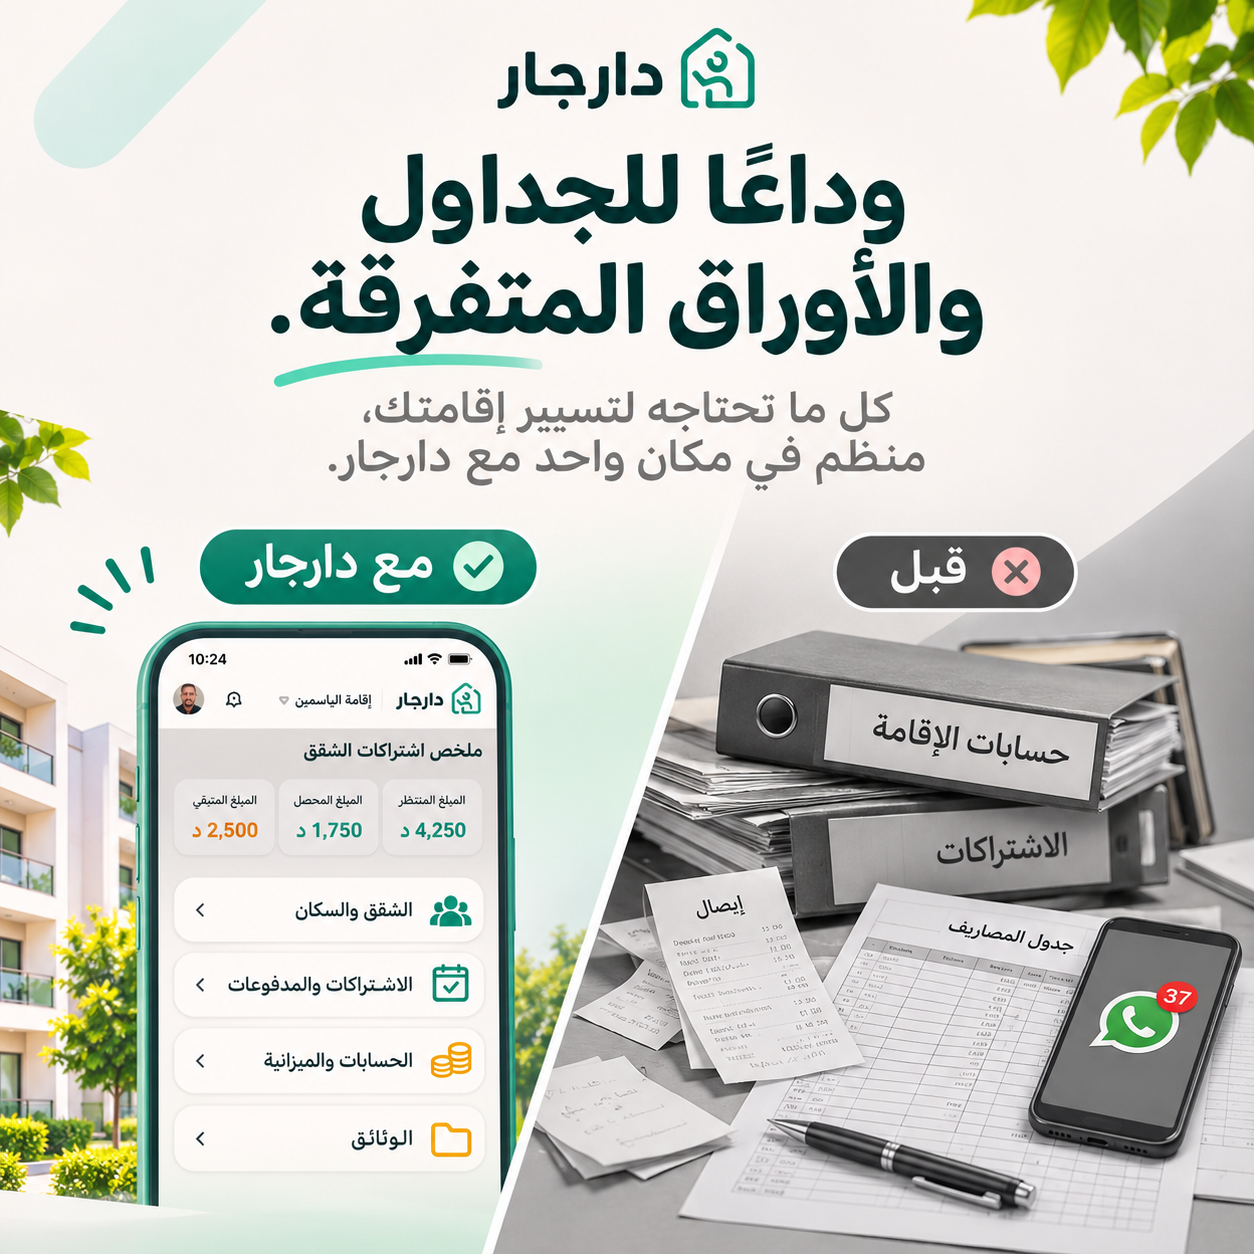 دارجار
وداعًا للجداول
والأوراق المتفرقة.
كل ما تحتاجه لتسيير إقامتك،
منظم في مكان واحد مع دارجار.
قبل
مع دارجار
حسابات الإقامة
الاشتراكات
إيصال
جدول المصاريف
37
10:24
دارجار
إقامة الياسمين
ملخص اشتراكات الشقق
المبلغ المنتظر
4,250 د
المبلغ المحصل
1,750 د
المبلغ المتبقي
2,500 د
الشقق والسكان
الاشتراكات والمدفوعات
الحسابات والميزانية
الوثائق